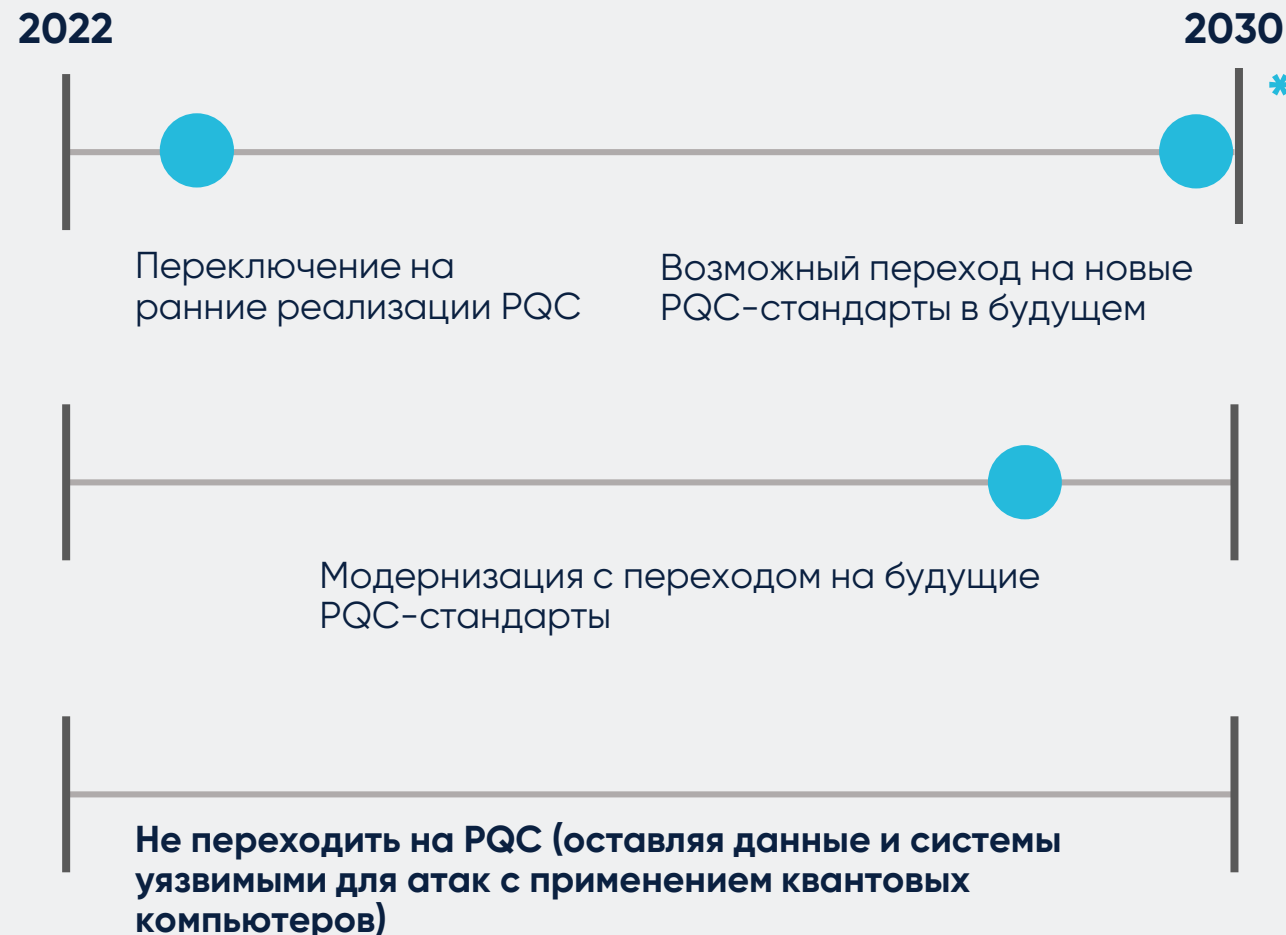 2022 2030
*
Переключение на
ранние реализации PQC
Возможный переход на новые
PQC-стандарты в будущем
Модернизация с переходом на будущие
PQC-стандарты
Не переходить на PQC (оставляя данные и системы
уязвимыми для атак с применением квантовых
компьютеров)